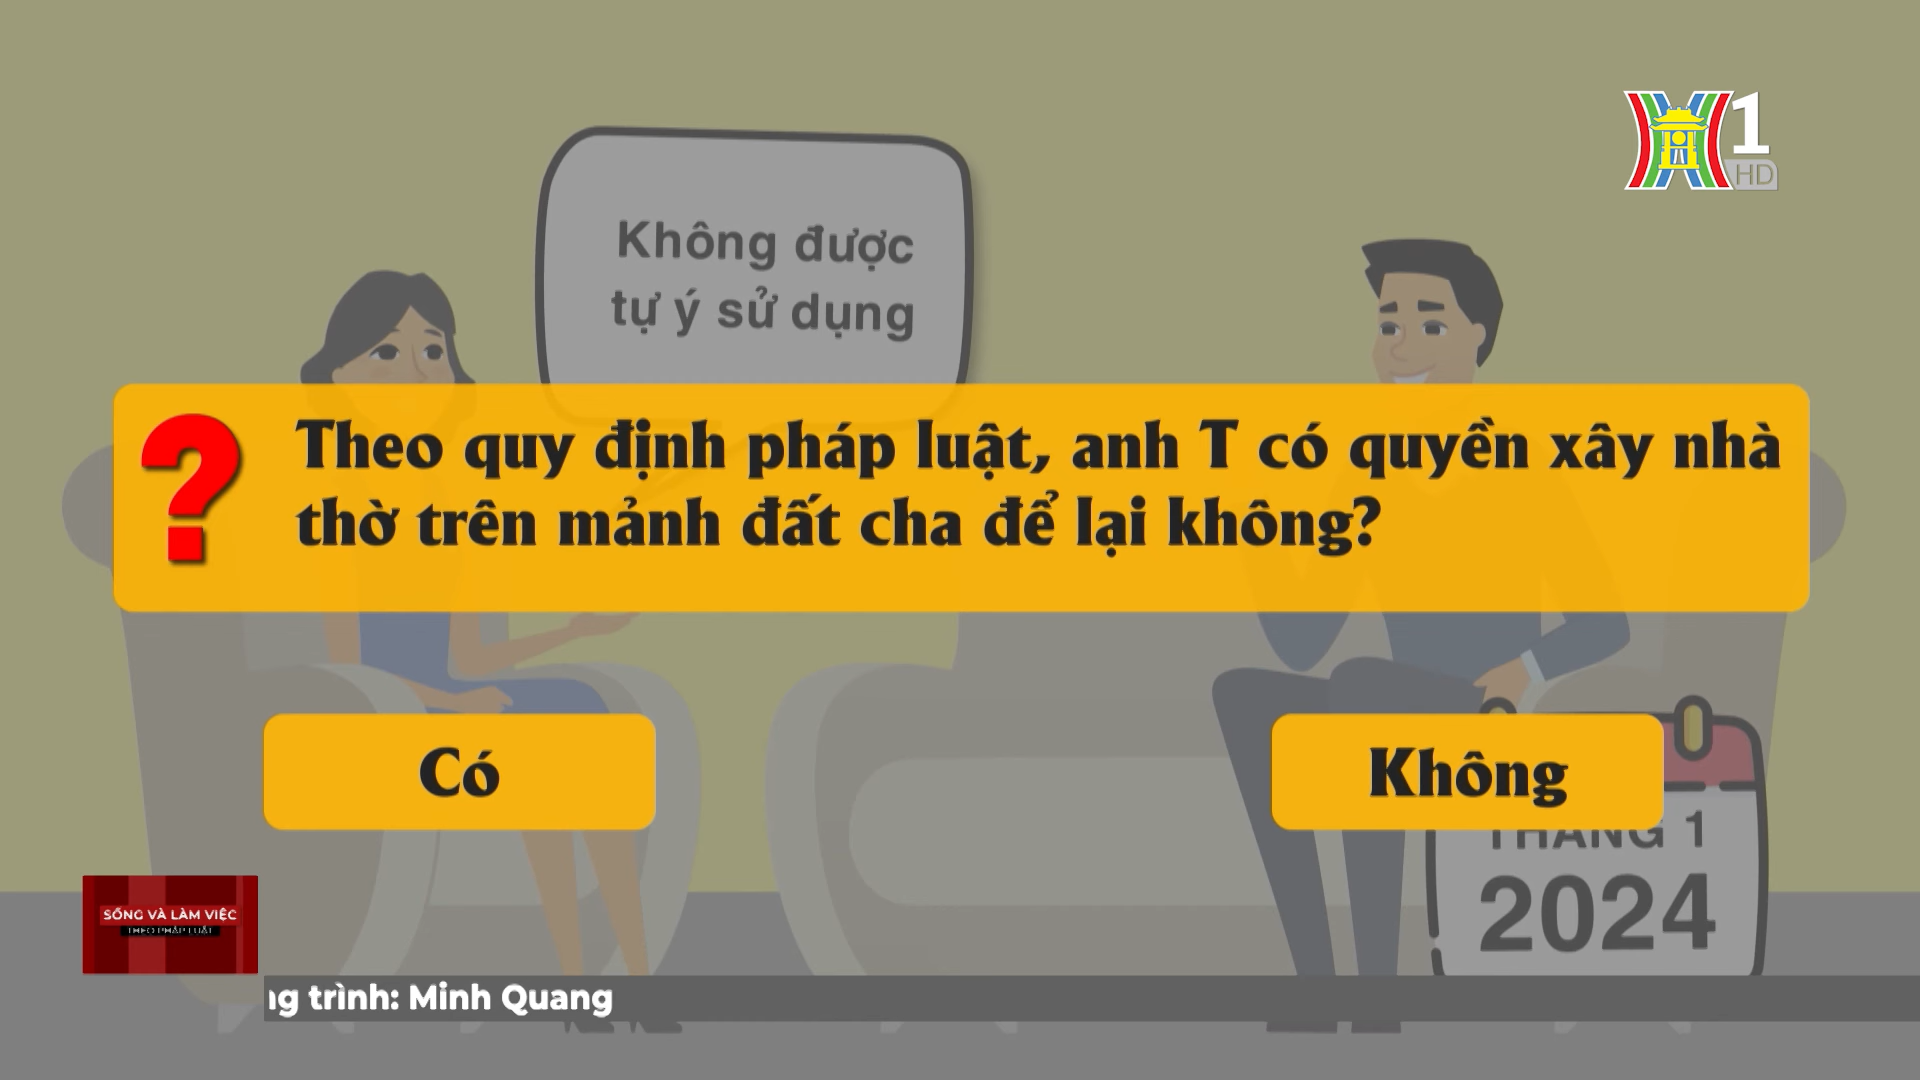 1
HD
Không được
tự ý sử dụng
? Theo quy định pháp luật, anh T có quyền xây nhà
thờ trên mảnh đất cha để lại không?
Có
Không
THÁNG 1
2024
SỐNG VÀ LÀM VIỆC
THEO PHÁP LUẬT
ng trình: Minh Quang